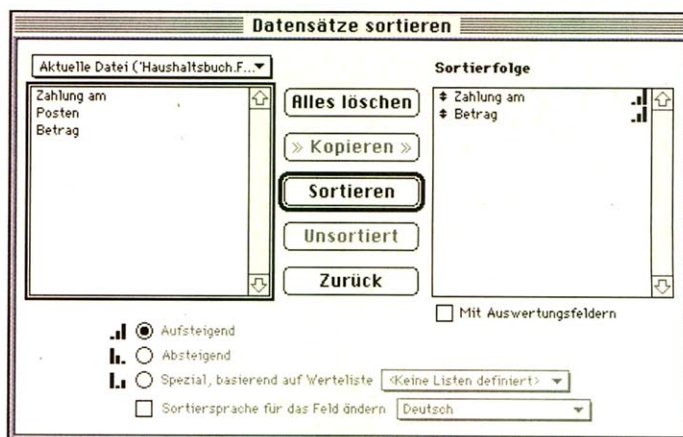 Datensätze sortieren
Aktuelle Datei ('Haushaltsbuch.F...
Zahlung am
Posten
Betrag
Alles löschen
» Kopieren »
Sortieren
Unsortiert
Zurück
Sortierfolge
Zahlung am
Betrag
Mit Auswertungsfeldern
Aufsteigend
Absteigend
Spezial, basierend auf Werteliste <Keine Listen definiert>
Sortiersprache für das Feld ändern Deutsch